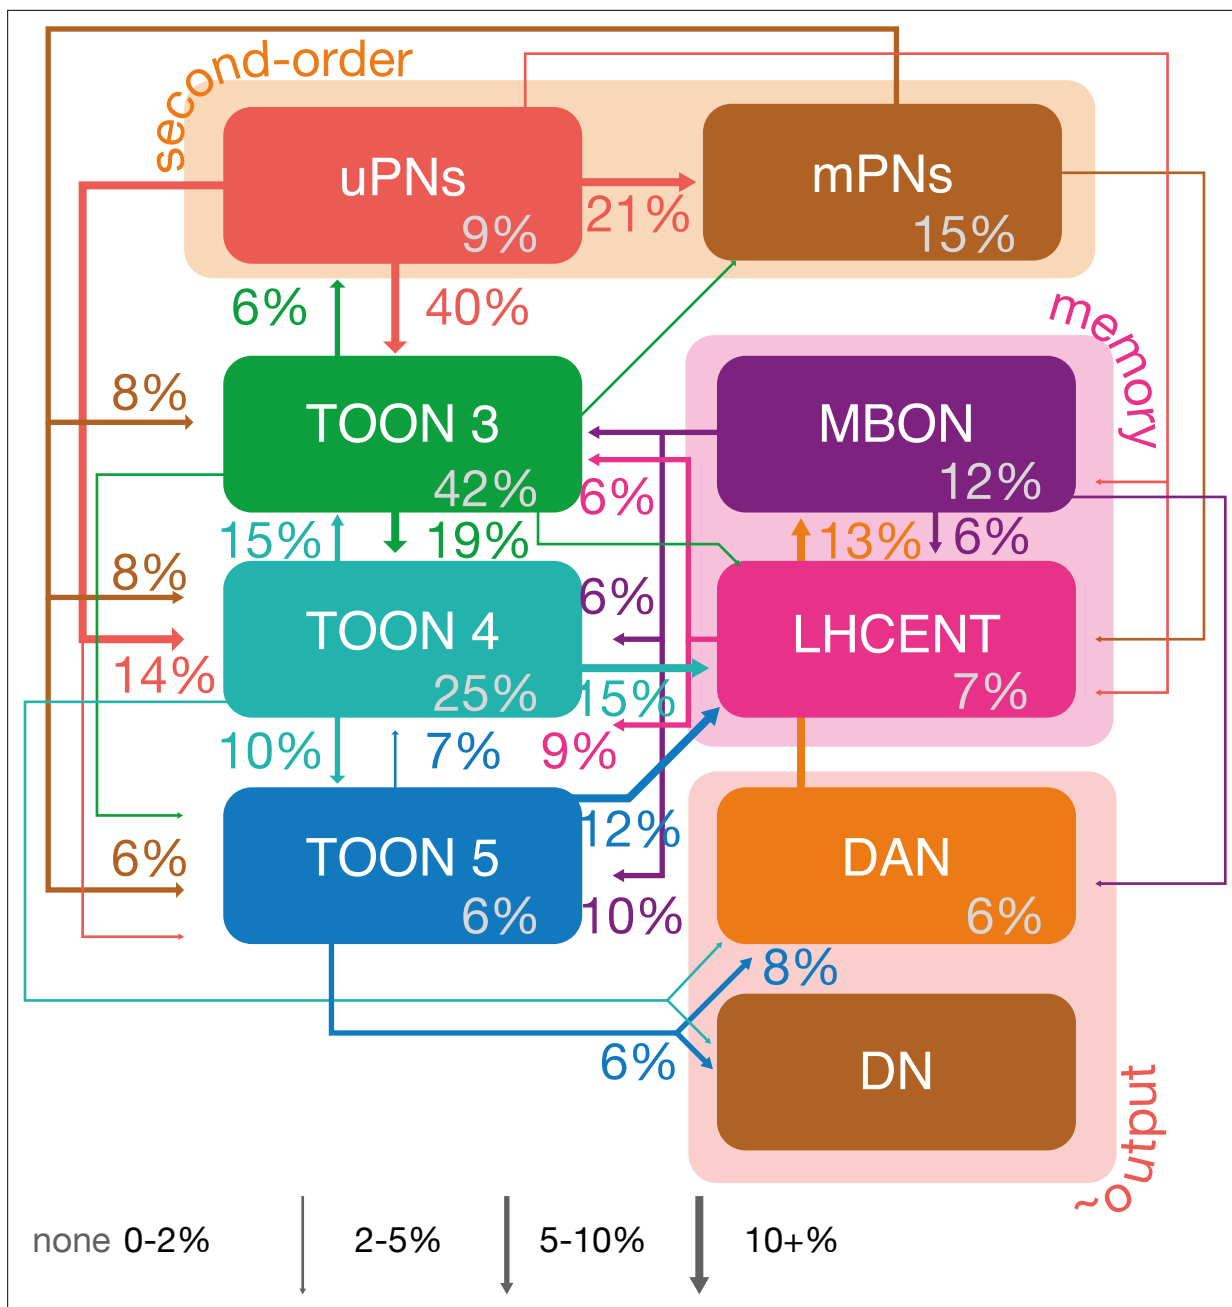 second-order
uPNs
9%
21%
mPNs
15%
6%
40%
memory
8%
TOON 3
42%
6%
MBON
12%
15%
19%
13%
6%
8%
TOON 4
25%
6%
LHCENT
7%
14%
15%
10%
7%
9%
6%
TOON 5
6%
12%
10%
DAN
6%
8%
6%
DN
~output
none 0-2%
2-5%
5-10%
10+%